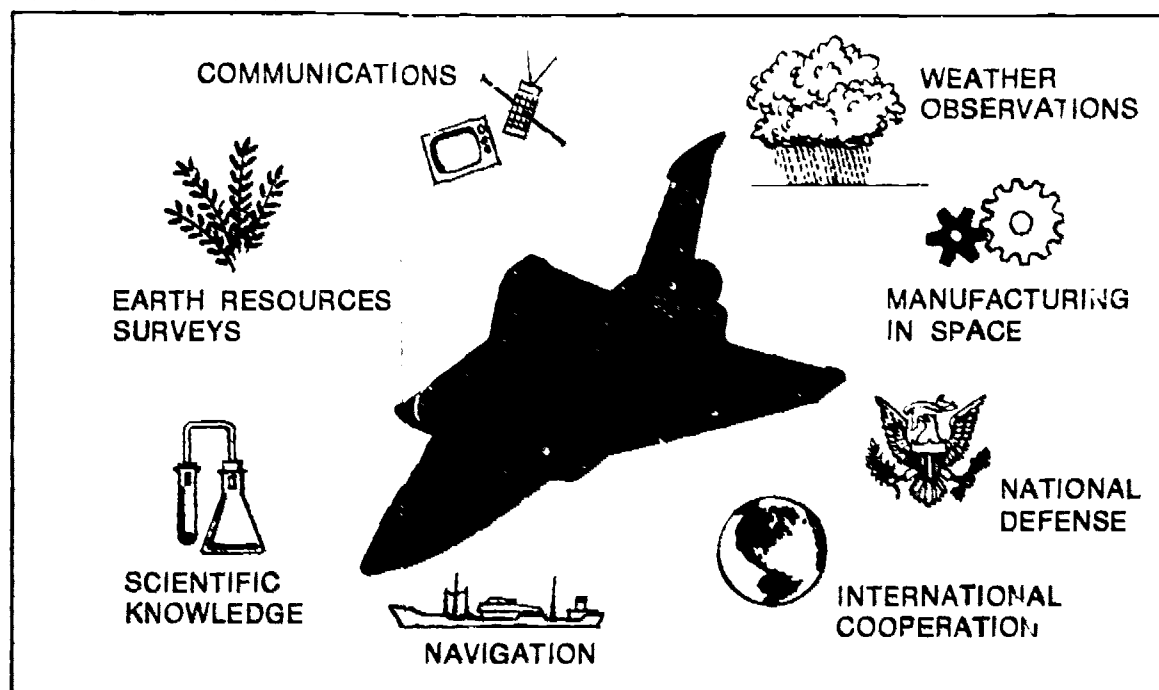 COMMUNICATIONS
WEATHER
OBSERVATIONS
EARTH RESOURCES
SURVEYS
MANUFACTURING
IN SPACE
SCIENTIFIC
KNOWLEDGE
NATIONAL
DEFENSE
NAVIGATION
INTERNATIONAL
COOPERATION